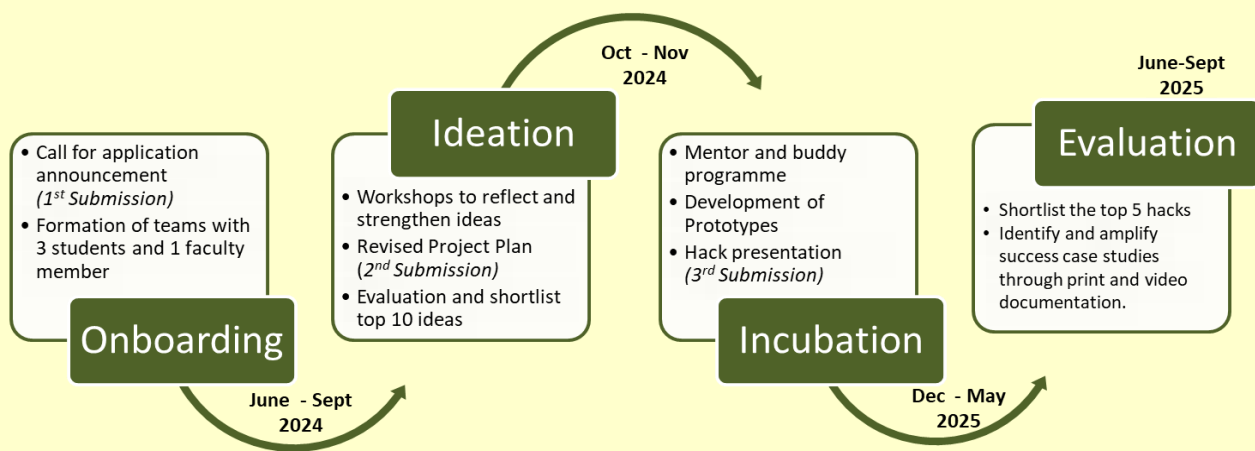 • Call for application
announcement
(1st Submission)
• Formation of teams with
3 students and 1 faculty
member
Onboarding
June - Sept
2024
Ideation
• Workshops to reflect and
strengthen ideas
• Revised Project Plan
(2nd Submission)
• Evaluation and shortlist
top 10 ideas
Oct - Nov
2024
• Mentor and buddy
programme
• Development of
Prototypes
• Hack presentation
(3rd Submission)
Incubation
Dec - May
2025
June-Sept
2025
Evaluation
• Shortlist the top 5 hacks
• Identify and amplify
success case studies
through print and video
documentation.